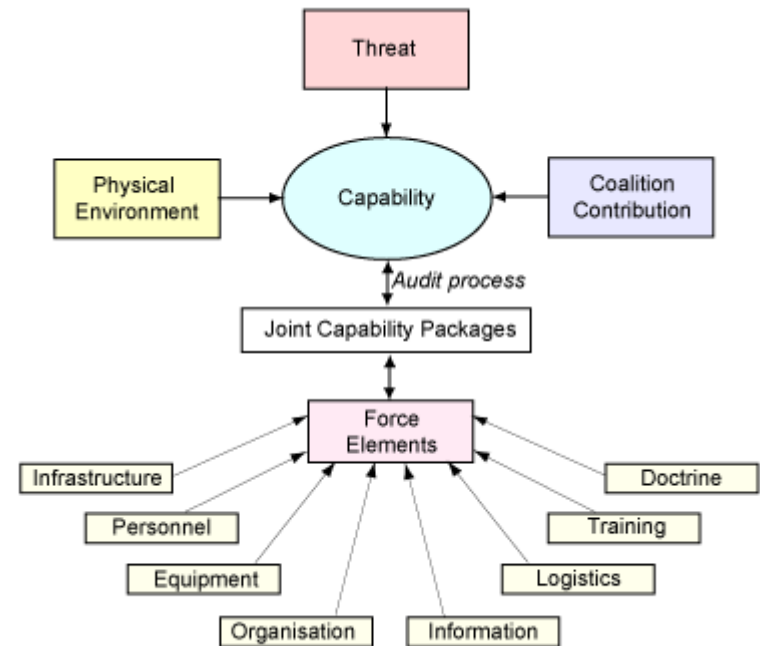 Threat
Physical
Environment
Capability
Coalition
Contribution
Audit process
Joint Capability Packages
Force
Elements
Infrastructure
Doctrine
Personnel
Training
Equipment
Logistics
Organisation
Information